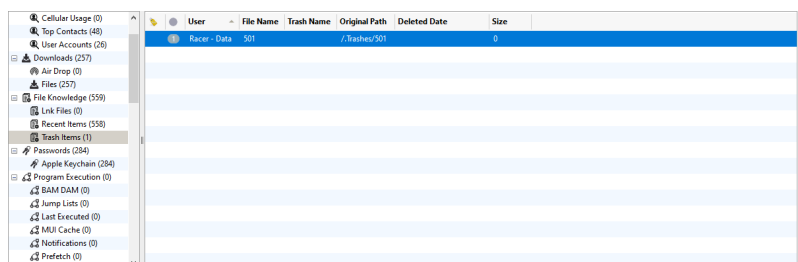 Cellular Usage (0)
Top Contacts (48)
User Accounts (26)
Downloads (257)
Air Drop (0)
Files (257)
File Knowledge (559)
Lnk Files (0)
Recent Items (558)
Trash Items (1)
Passwords (284)
Apple Keychain (284)
Program Execution (0)
BAM DAM (0)
Jump Lists (0)
Last Executed (0)
MUI Cache (0)
Notifications (0)
Prefetch (0)
User File Name Trash Name Original Path Deleted Date Size
1 Racer - Data 501 /.Trashes/501 0